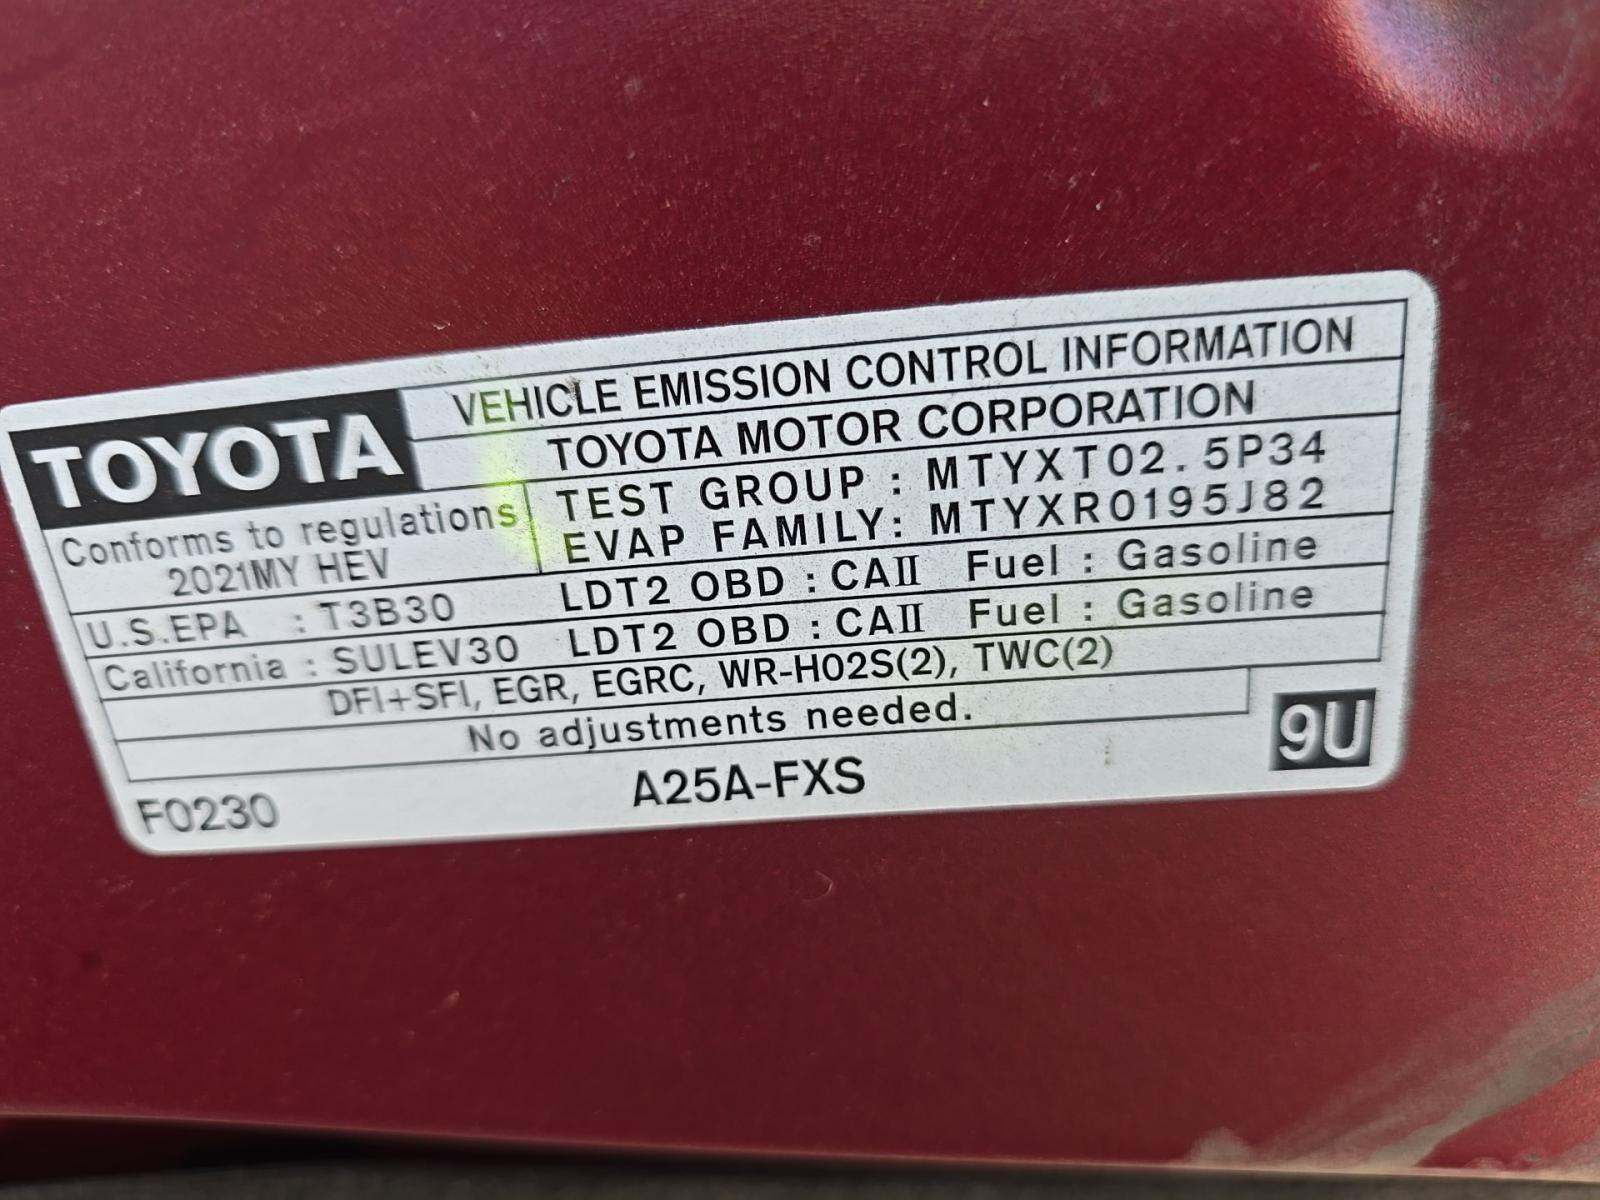 TOYOTA
VEHICLE EMISSION CONTROL INFORMATION
TOYOTA MOTOR CORPORATION
Conforms to regulations
2021MY HEV
TEST GROUP : MTYXT02.5P34
EVAP FAMILY: MTYXR0195J82
U.S.EPA : T3B30 LDT2 OBD : CAII Fuel : Gasoline
California : SULEV30 LDT2 OBD : CAII Fuel : Gasoline
DFI+SFI, EGR, EGRC, WR-HO2S(2), TWC(2)
No adjustments needed.
F0230 A25A-FXS 9U